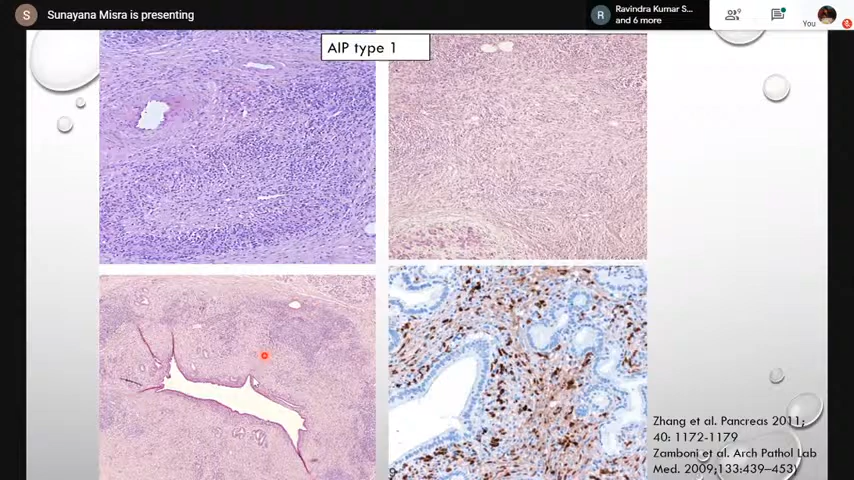 S Sunayana Misra is presenting
R Ravindra Kumar S...
and 6 more
9
You
AIP type 1
Zhang et al. Pancreas 2011;
40: 1172-1179
Zamboni et al. Arch Pathol Lab
Med. 2009;133:439–453)